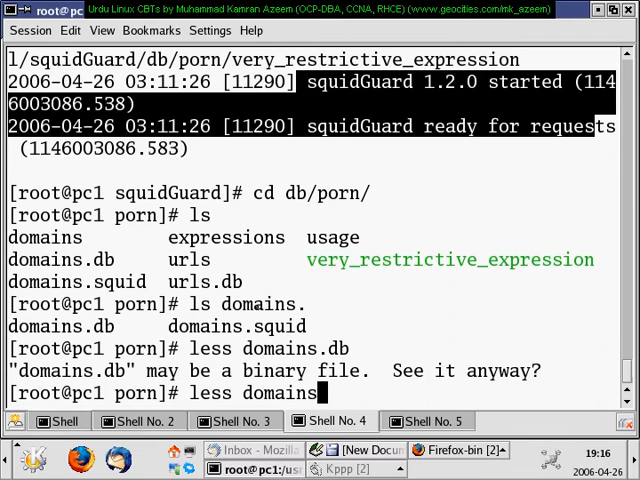 root@pc1
Urdu Linux CBTs by Muhammad Kamran Azeem (OCP-DBA, CCNA, RHCE) (www.geocities.com/mk_azeem)
Session Edit View Bookmarks Settings Help
l/squidGuard/db/porn/very_restrictive_expression
2006-04-26 03:11:26 [11290] squidGuard 1.2.0 started (114
6003086.538)
2006-04-26 03:11:26 [11290] squidGuard ready for requests
(1146003086.583)
[root@pc1 squidGuard]# cd db/porn/
[root@pc1 porn]# ls
domains expressions usage
domains.db urls very_restrictive_expression
domains.squid urls.db
[root@pc1 porn]# ls domains.
domains.db domains.squid
[root@pc1 porn]# less domains.db
"domains.db" may be a binary file. See it anyway?
[root@pc1 porn]# less domains
Shell Shell No. 2 Shell No. 3 Shell No. 4 Shell No. 5
Inbox - Mozilla [New Docum Firefox-bin [2]
root@pc1:/usr Kppp [2]
19:16
2006-04-26